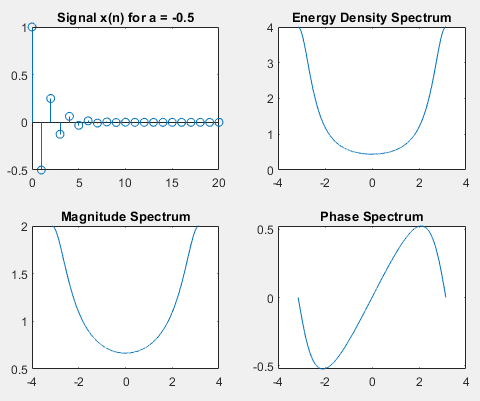 Signal x(n) for a = -0.5
1
0.5
0
-0.5
0 5 10 15 20
Energy Density Spectrum
4
3
2
1
0
-4 -2 0 2 4
Magnitude Spectrum
2
1.5
1
0.5
-4 -2 0 2 4
Phase Spectrum
0.5
0
-0.5
-4 -2 0 2 4